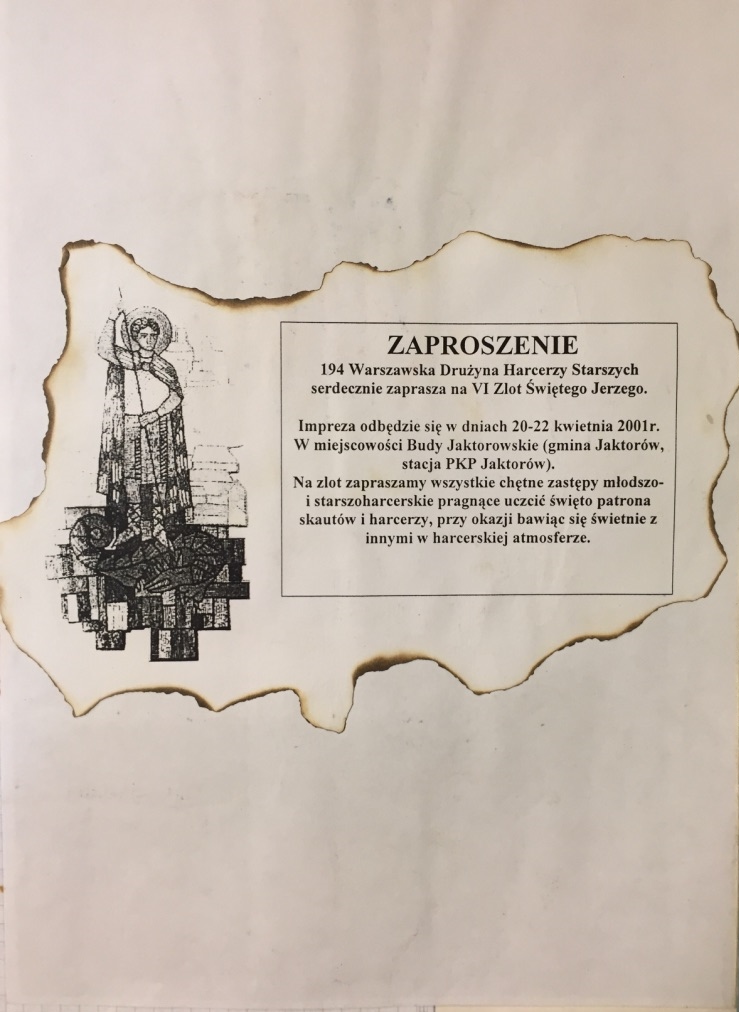 ZAPROSZENIE
194 Warszawska Drużyna Harcerzy Starszych
serdecznie zaprasza na VI Zlot Świętego Jerzego.
Impreza odbędzie się w dniach 20-22 kwietnia 2001r.
W miejscowości Budy Jaktorowskie (gmina Jaktorów,
stacja PKP Jaktorów).
Na zlot zapraszamy wszystkie chętne zastępy młodszo-
i starszoharcerskie pragnące uczcić święto patrona
skautów i harcerzy, przy okazji bawiąc się świetnie z
innymi w harcerskiej atmosferze.